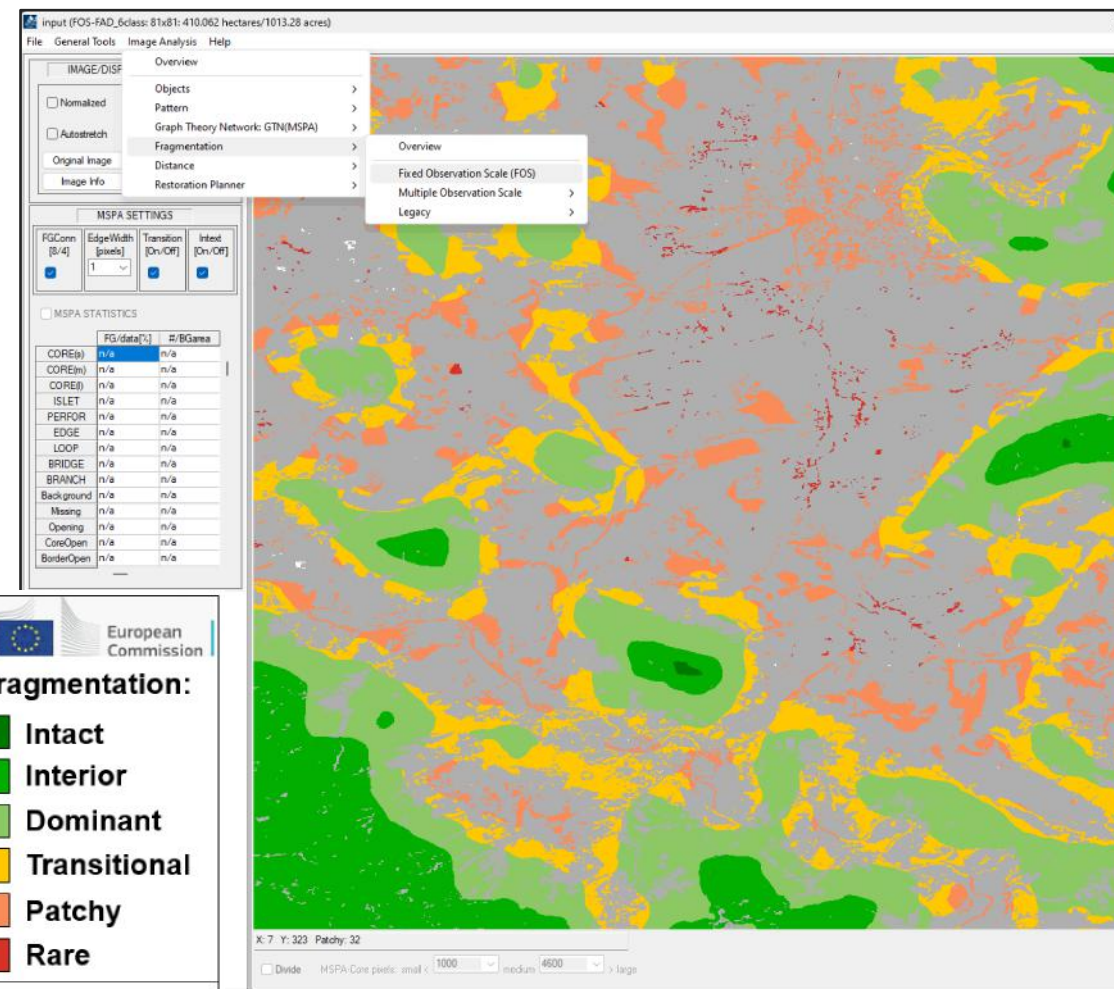 input (FOS-FAD_6class: 81x81: 410.062 hectares/1013.28 acres)
File General Tools Image Analysis Help
IMAGE/DISP
Normalized
Autostretch
Original Image
Image Info
Overview
Objects
Pattern
Graph Theory Network: GTN(MSPA)
Fragmentation
Distance
Restoration Planner
Overview
Fixed Observation Scale (FOS)
Multiple Observation Scale
Legacy
MSPA SETTINGS
FGConn EdgeWidth Transition Intext
[8/4] [pixels] [On/Off] [On/Off]
1
MSPA STATISTICS
FG/data[%] #/BGarea
CORE(s) n/a n/a
CORE(m) n/a n/a
CORE(l) n/a n/a
ISLET n/a n/a
PERFOR n/a n/a
EDGE n/a n/a
LOOP n/a n/a
BRIDGE n/a n/a
BRANCH n/a n/a
Background n/a n/a
Missing n/a n/a
Opening n/a n/a
CoreOpen n/a n/a
BorderOpen n/a n/a
European
Commission
ragmentation:
Intact
Interior
Dominant
Transitional
Patchy
Rare
X: 7 Y: 323 Patchy: 32
Divide MSPA-Core pixels: small < 1000 medium 4600 > large